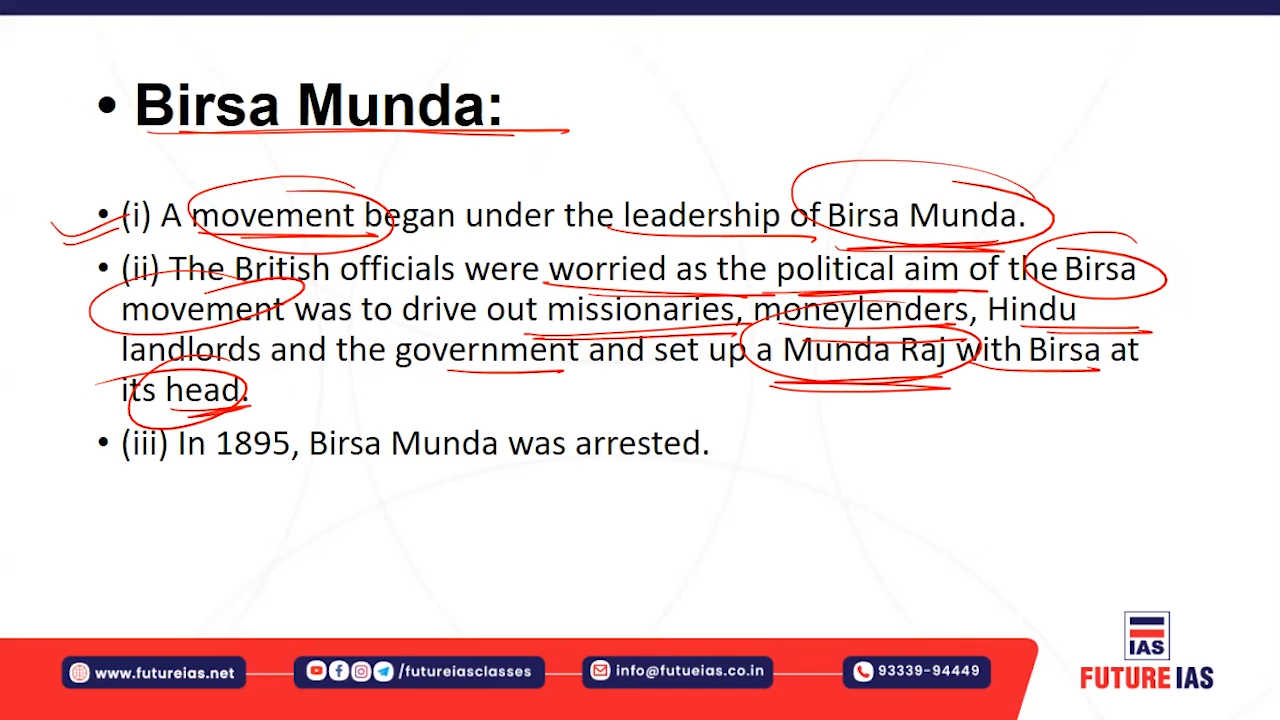 • Birsa Munda:
• (i) A movement began under the leadership of Birsa Munda.
• (ii) The British officials were worried as the political aim of the Birsa
movement was to drive out missionaries, moneylenders, Hindu
landlords and the government and set up a Munda Raj with Birsa at
its head.
• (iii) In 1895, Birsa Munda was arrested.
IAS
FUTURE IAS
www.futureias.net
/futureiasclasses
info@futueias.co.in
93339-94449